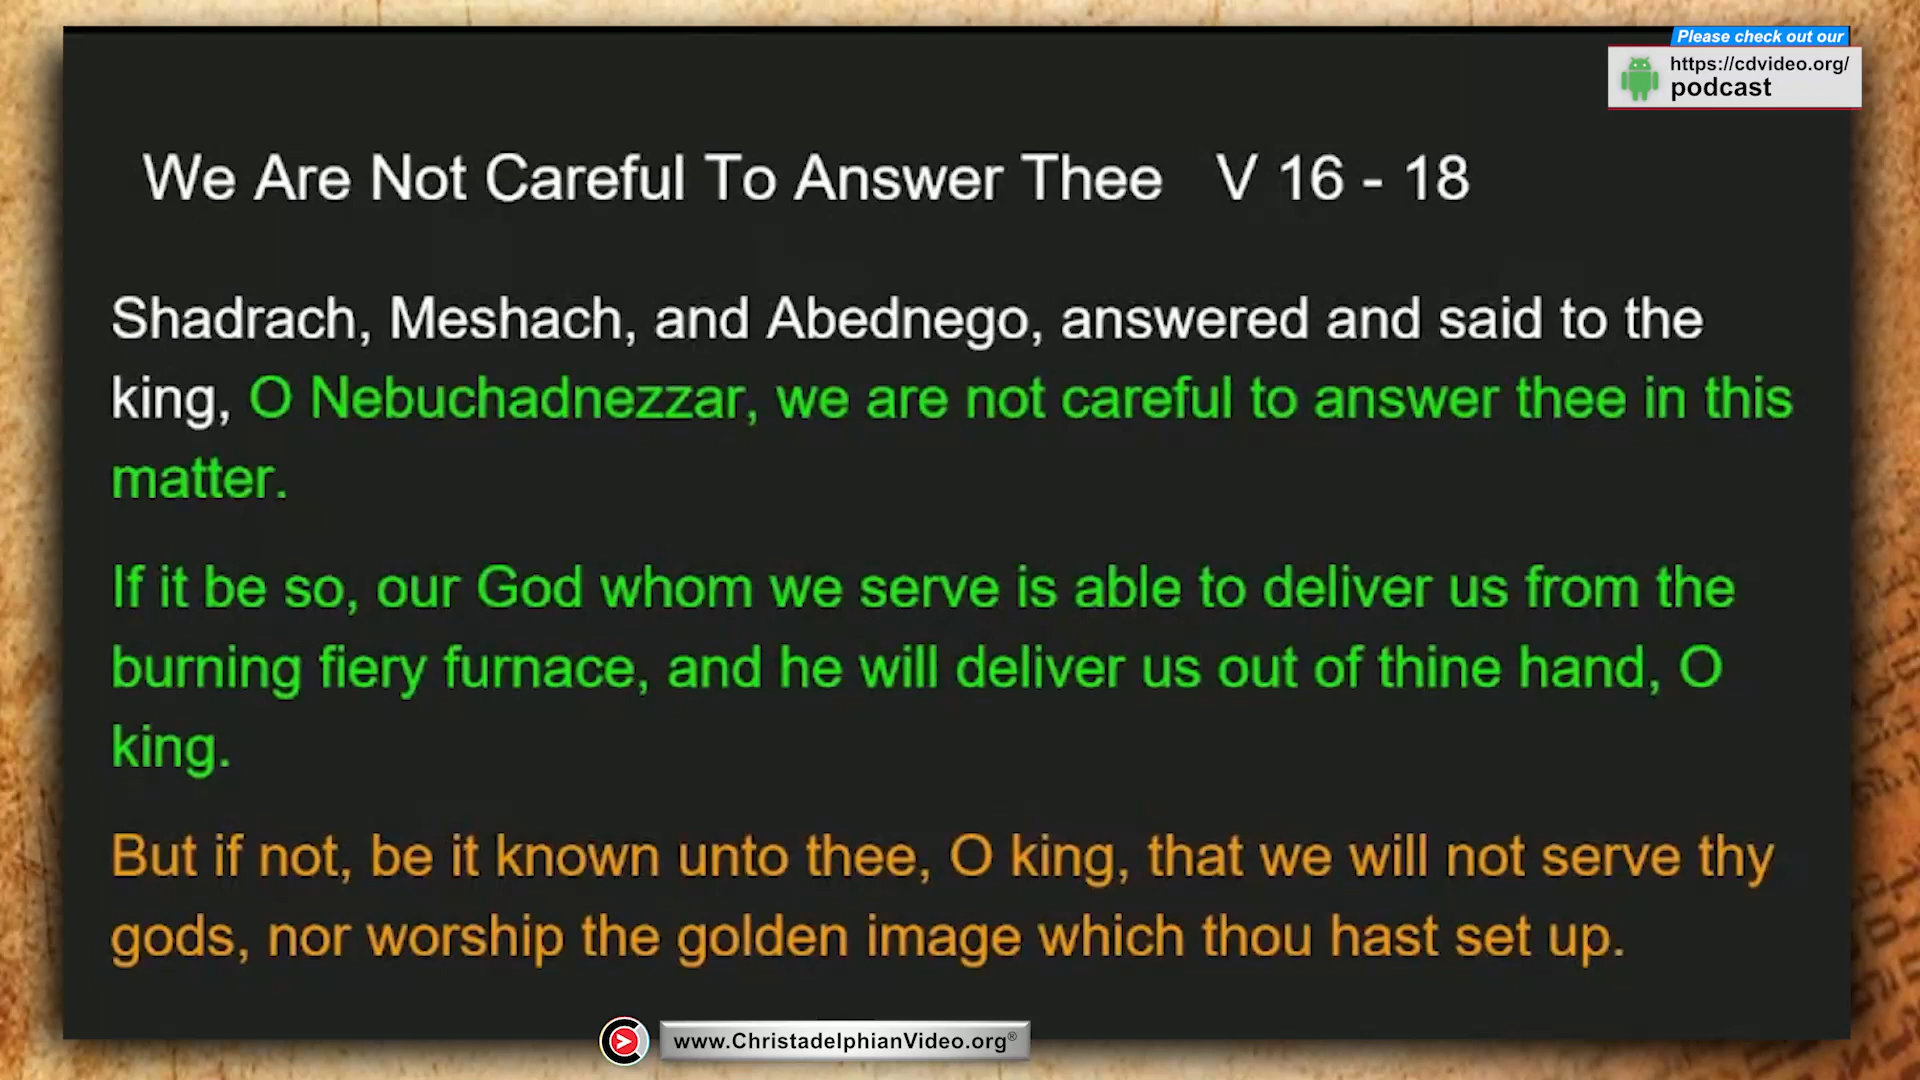 Please check out our
https://cdvideo.org/
podcast
We Are Not Careful To Answer Thee V 16 - 18
Shadrach, Meshach, and Abednego, answered and said to the
king, O Nebuchadnezzar, we are not careful to answer thee in this
matter.
If it be so, our God whom we serve is able to deliver us from the
burning fiery furnace, and he will deliver us out of thine hand, O
king.
But if not, be it known unto thee, O king, that we will not serve thy
gods, nor worship the golden image which thou hast set up.
www.ChristadelphianVideo.org®